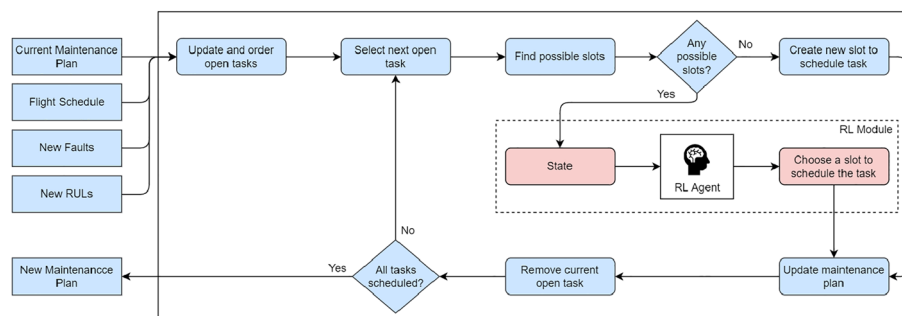 Current Maintenance
Plan
Update and order
open tasks
Select next open
task
Find possible slots
Any
possible
slots?
No
Create new slot to
schedule task
Flight Schedule
Yes
New Faults
RL Module
State
RL Agent
Choose a slot to
schedule the task
New RULs
No
New Maintenancce
Plan
Yes
All tasks
scheduled?
Remove current
open task
Update maintenance
plan